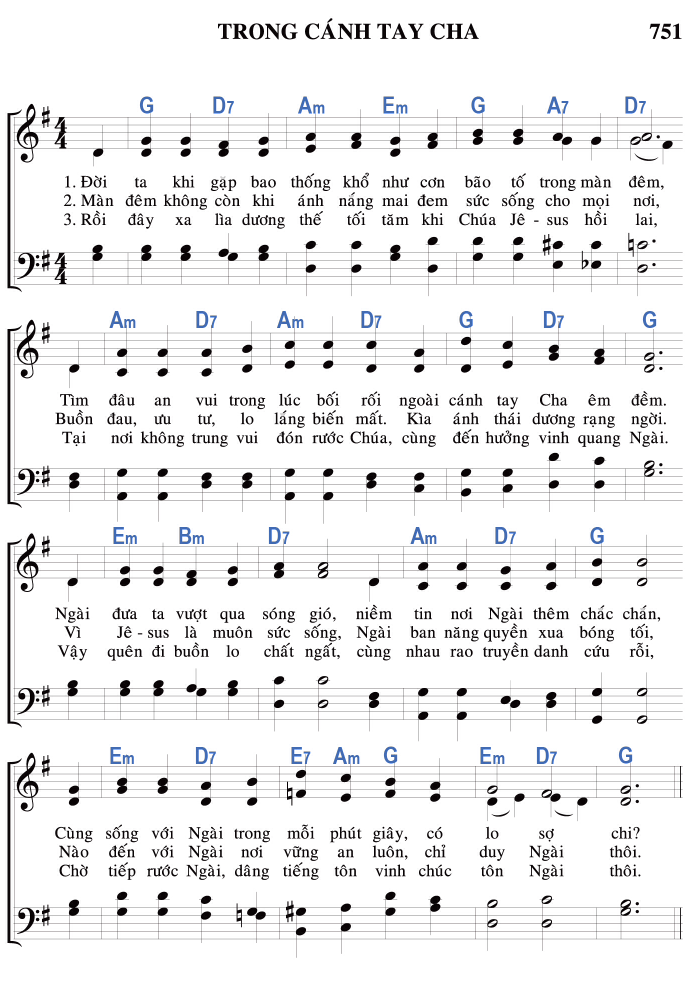 TRONG CÁNH TAY CHA 751
G D7 Am Em G A7 D7
1. Đời ta khi gặp bao thống khổ như cơn bão tố trong màn đêm,
2. Màn đêm không còn khi ánh nắng mai đem sức sống cho mọi nơi,
3. Rồi đây xa lìa dương thế tối tăm khi Chúa Jê - sus hồi lai,
Am D7 Am D7 G D7 G
Tìm đâu an vui trong lúc bối rối ngoài cánh tay Cha êm đềm.
Buồn đau, ưu tư, lo lắng biến mất. Kìa ánh thái dương rạng ngời.
Tại nơi không trung vui đón rước Chúa, cùng đến hưởng vinh quang Ngài.
Em Bm D7 Am D7 G
Ngài đưa ta vượt qua sóng gió, niềm tin nơi Ngài thêm chắc chắn,
Vì Jê - sus là muôn sức sống, Ngài ban năng quyền xua bóng tối,
Vậy quên đi buồn lo chất ngất, cùng nhau rao truyền danh cứu rỗi,
Em D7 E7 Am G Em D7 G
Cùng sống với Ngài trong mỗi phút giây, có lo sợ chi?
Nào đến với Ngài nơi vững an luôn, chỉ duy Ngài thôi.
Chờ tiếp rước Ngài, dâng tiếng tôn vinh chúc tôn Ngài thôi.